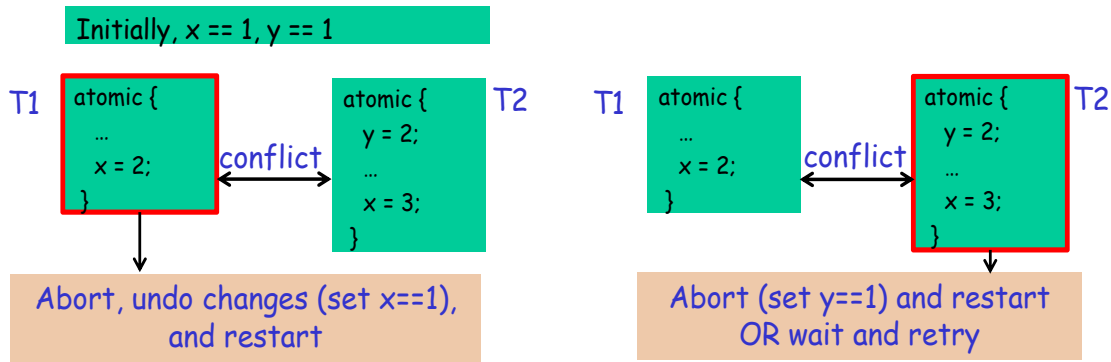 Initially, x == 1, y == 1
T1
atomic {
...
x = 2;
}
conflict
atomic {
y = 2;
...
x = 3;
}
T2
Abort, undo changes (set x==1),
and restart
T1
atomic {
...
x = 2;
}
conflict
atomic {
y = 2;
...
x = 3;
}
T2
Abort (set y==1) and restart
OR wait and retry